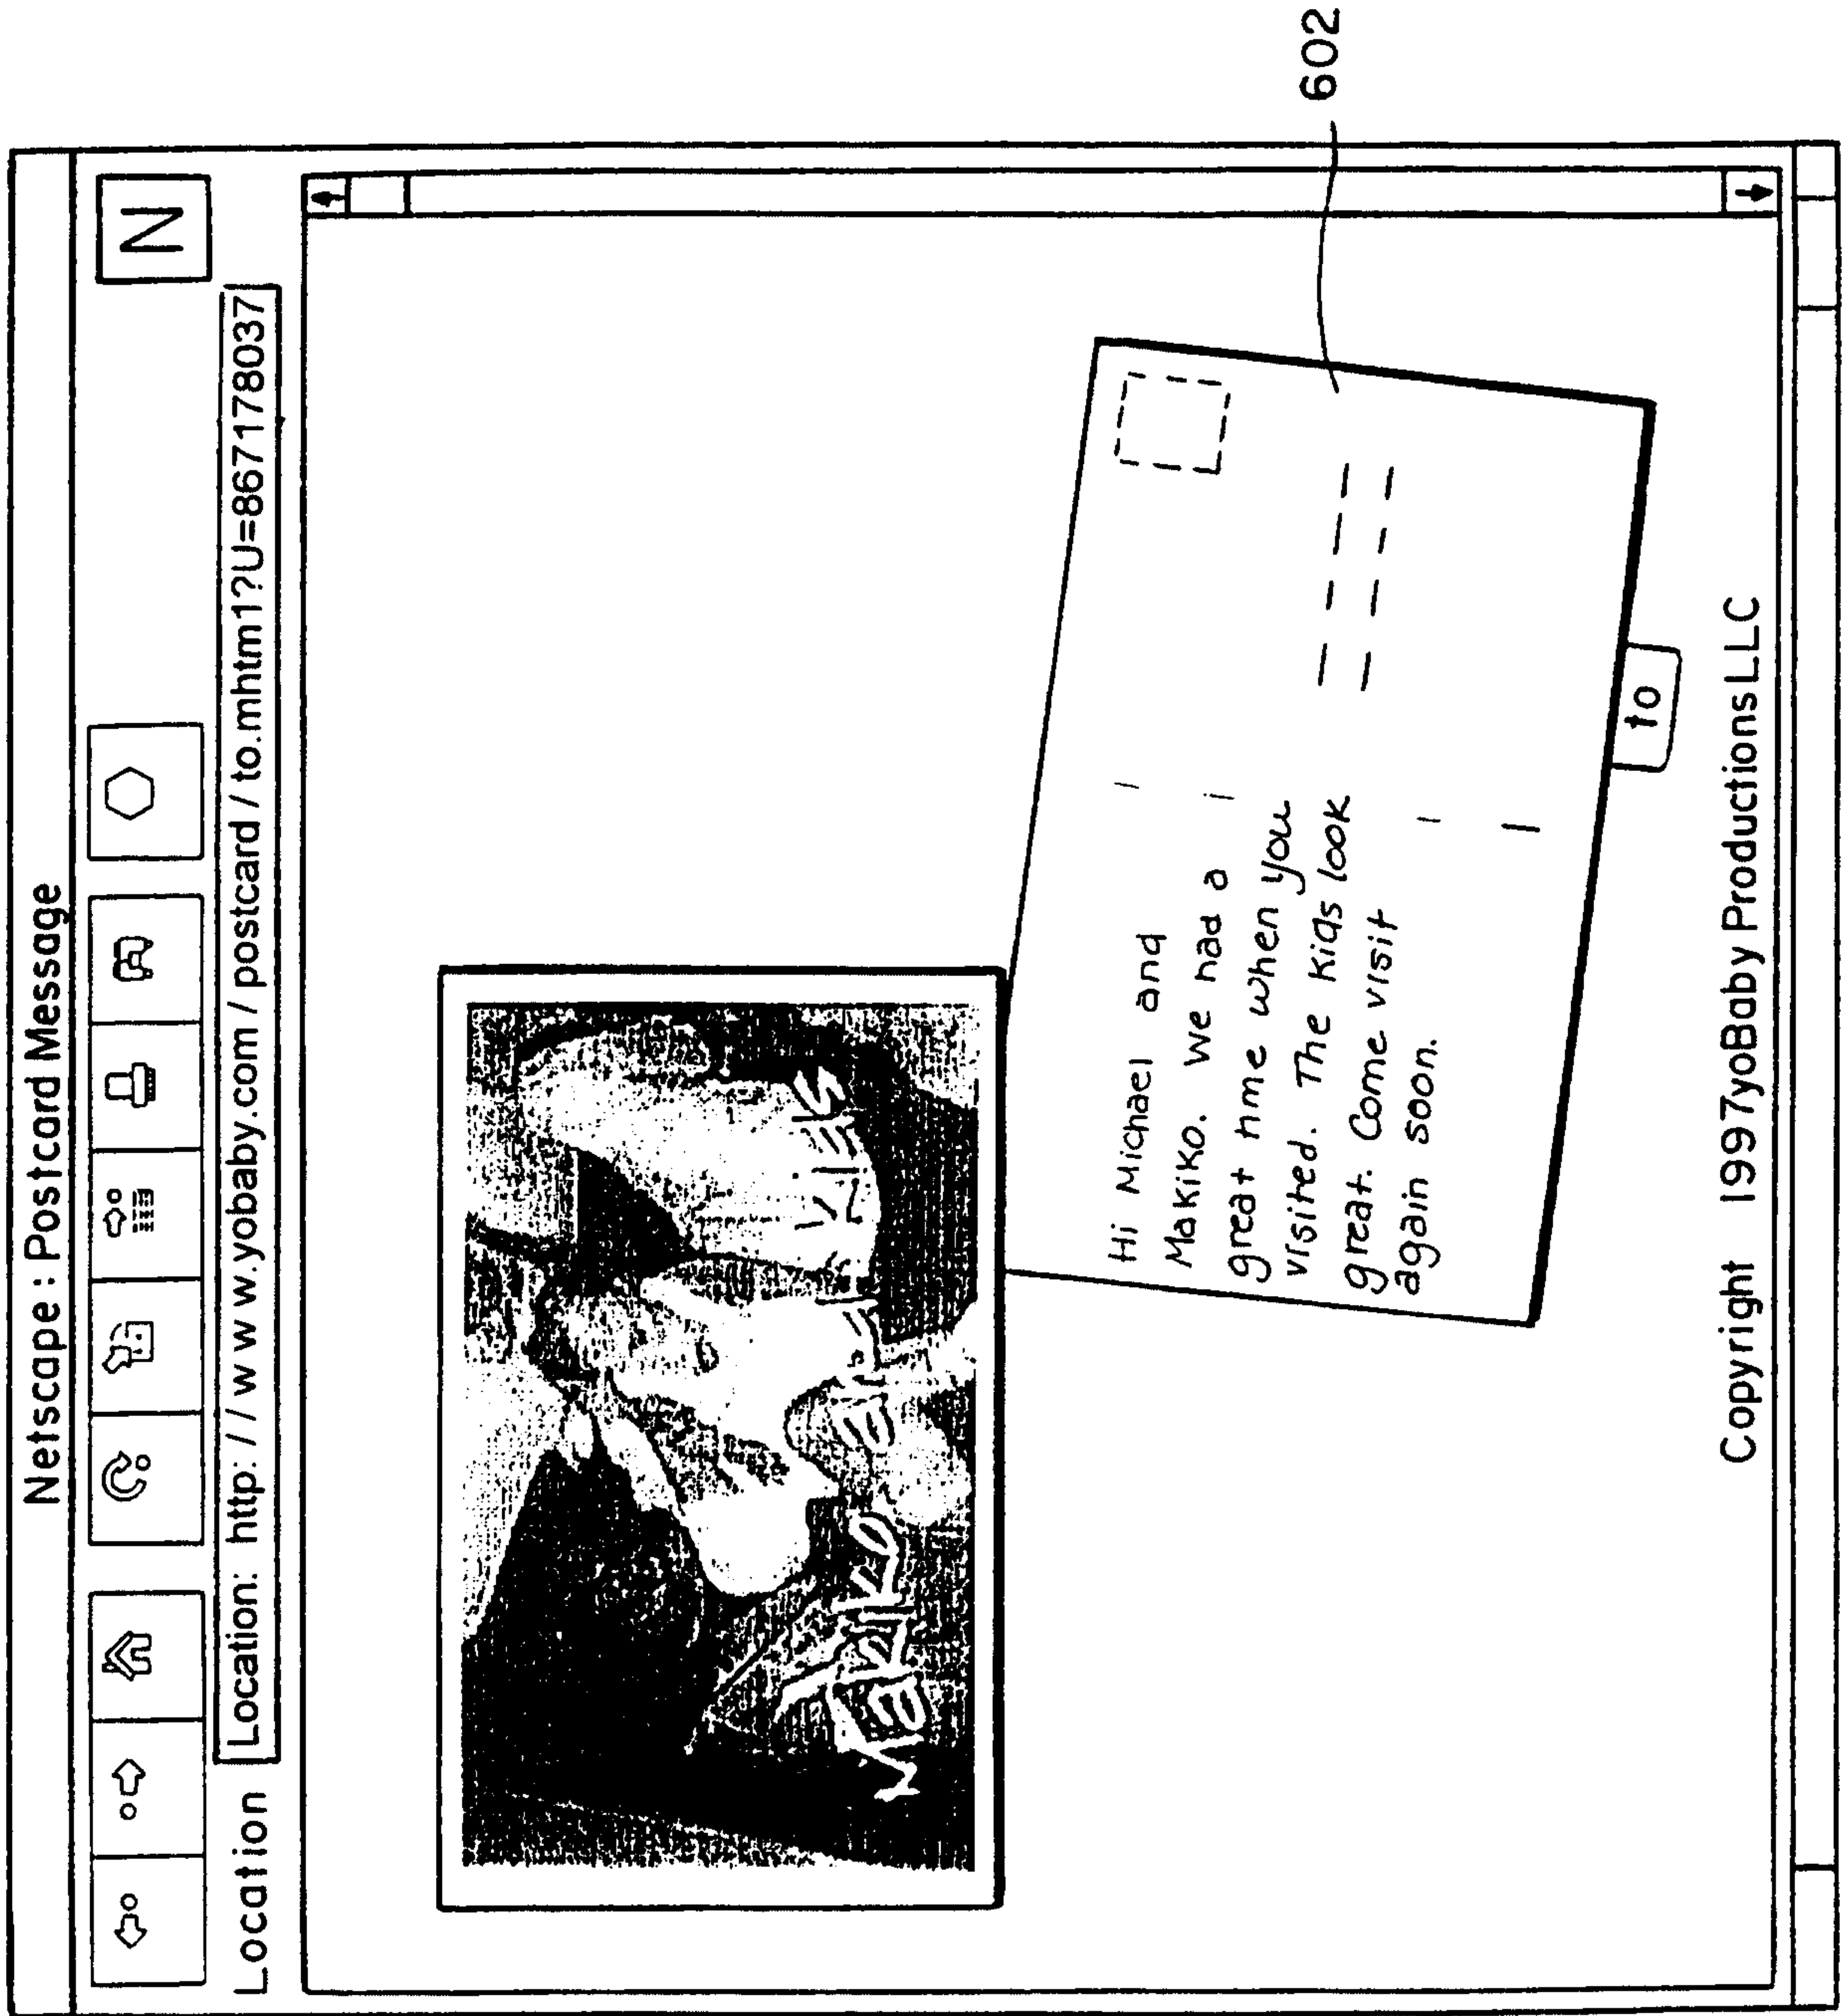 Netscape : Postcard Message
N
Location Location: http: / / w w w.yobaby.com / postcard / to.mhtm1?U=867178037
Hi Michael and
Makiko. We had a
great time when you
visited. The kids look
great. Come visit
again soon.
602
to
Copyright 1997yoBaby Productions LLC